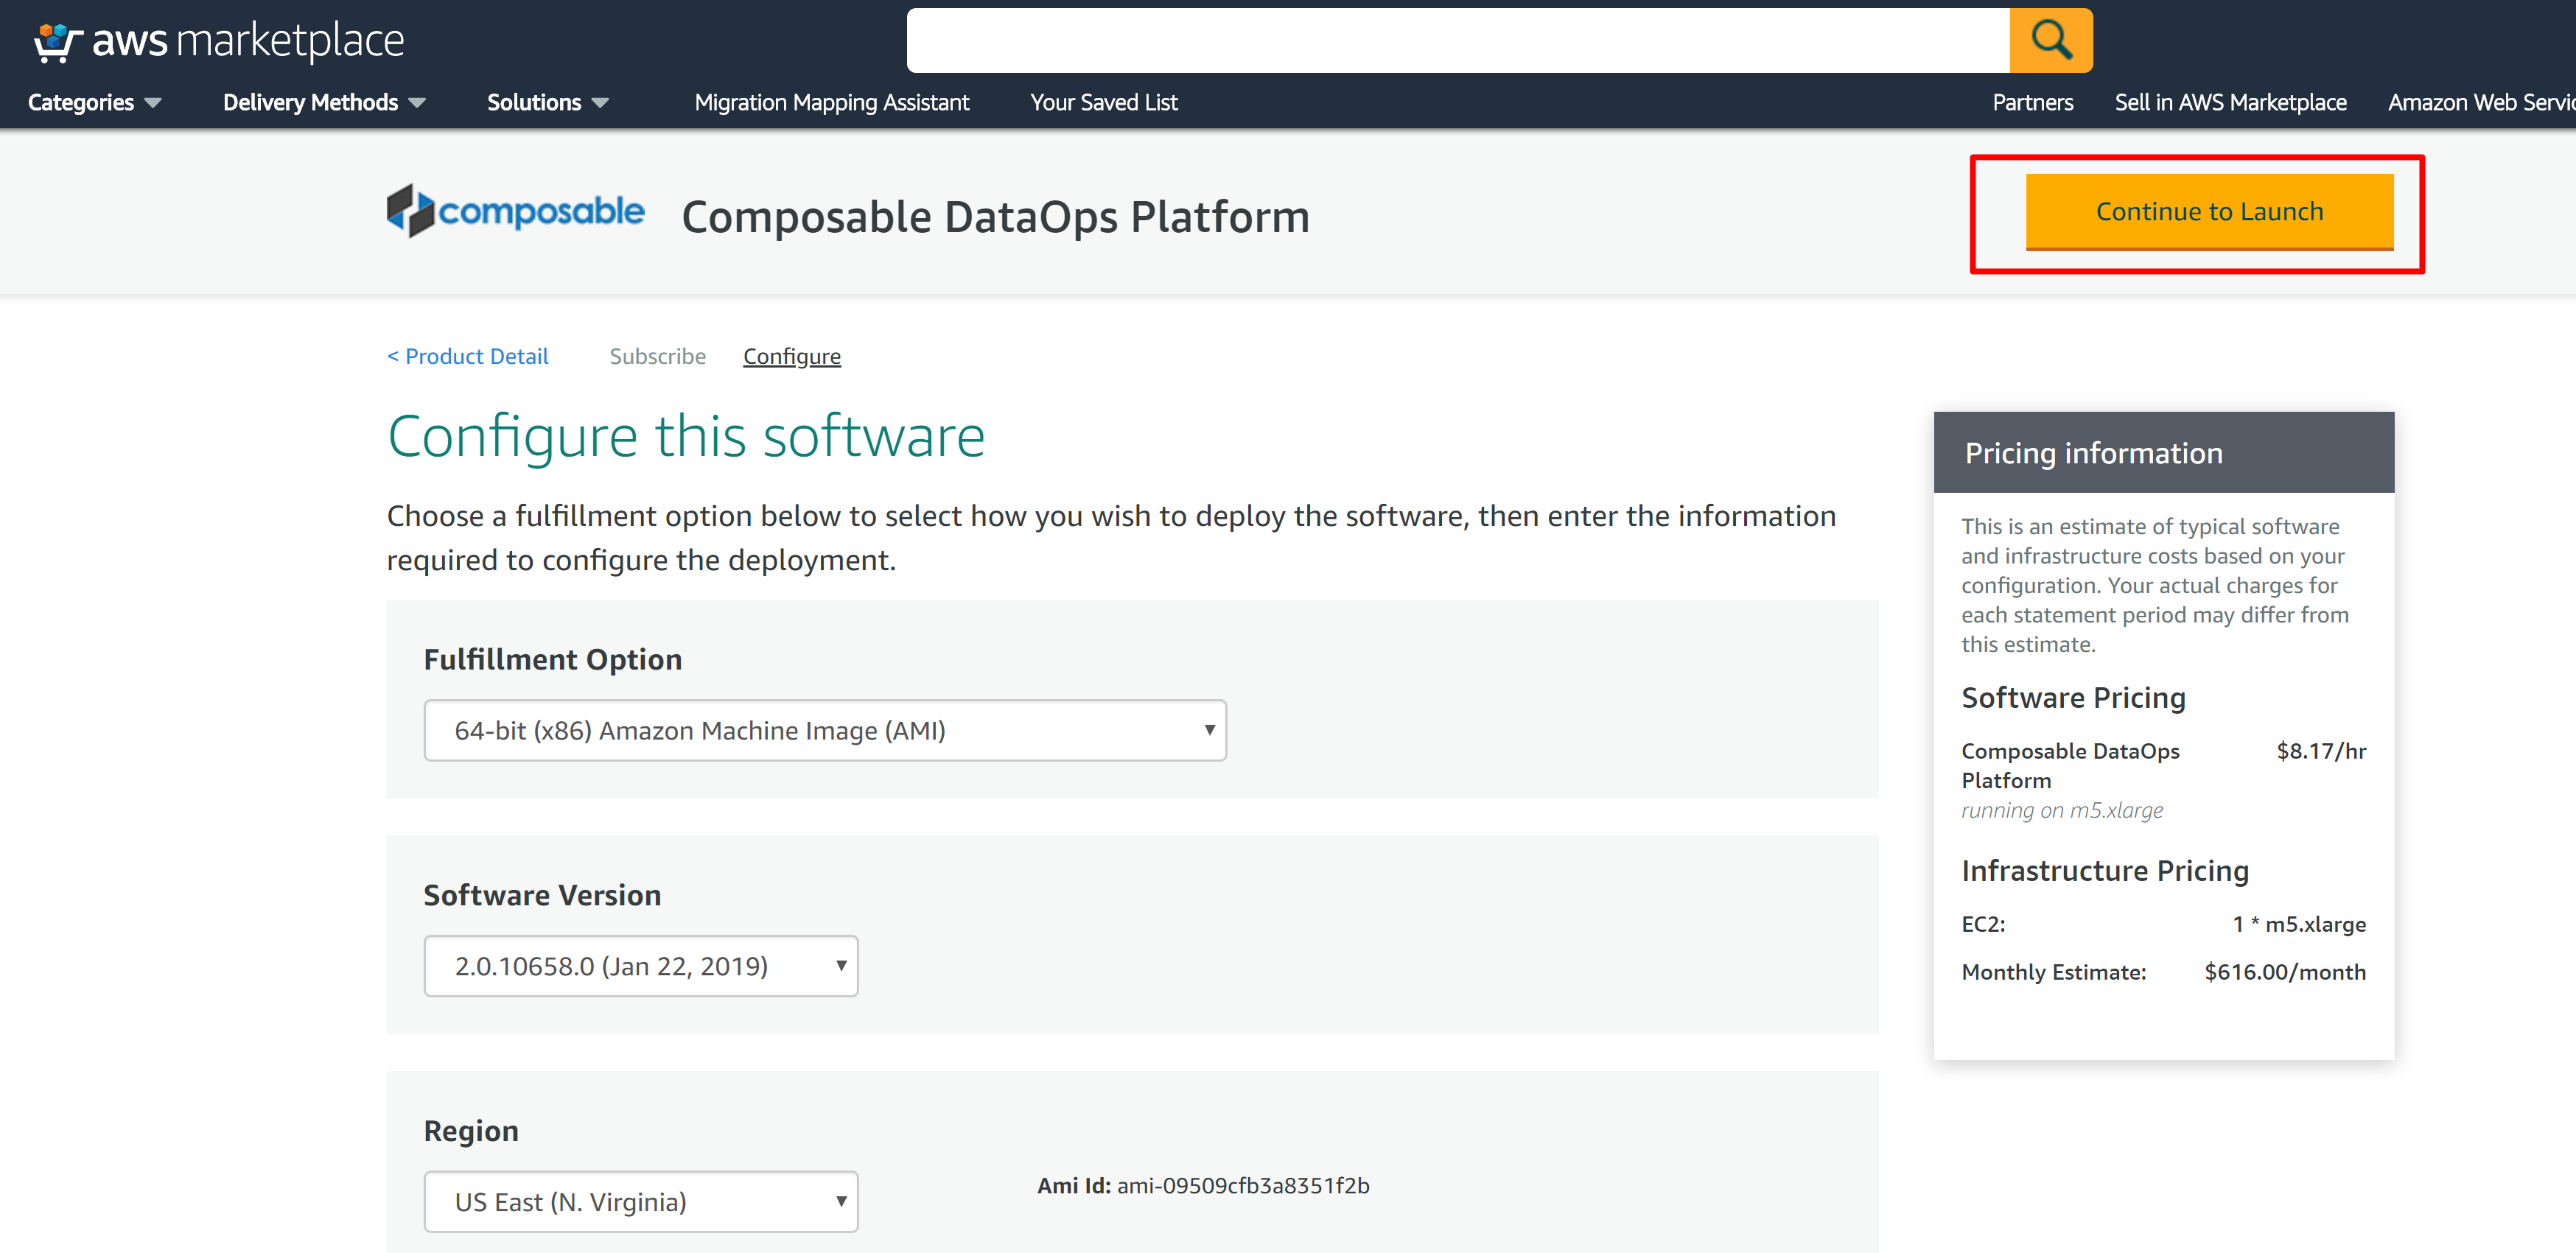 aws marketplace
Categories Delivery Methods Solutions Migration Mapping Assistant Your Saved List Partners Sell in AWS Marketplace Amazon Web
composable Composable DataOps Platform Continue to Launch
< Product Detail Subscribe Configure
Configure this software
Choose a fulfillment option below to select how you wish to deploy the software, then enter the information
required to configure the deployment.
Fulfillment Option
64-bit (x86) Amazon Machine Image (AMI)
Software Version
2.0.10658.0 (Jan 22, 2019)
Region
US East (N. Virginia)
Ami Id: ami-09509cfb3a8351f2b
Pricing information
This is an estimate of typical software
and infrastructure costs based on your
configuration. Your actual charges for
each statement period may differ from
this estimate.
Software Pricing
Composable DataOps $8.17/hr
Platform
running on m5.xlarge
Infrastructure Pricing
EC2: 1 * m5.xlarge
Monthly Estimate: $616.00/month